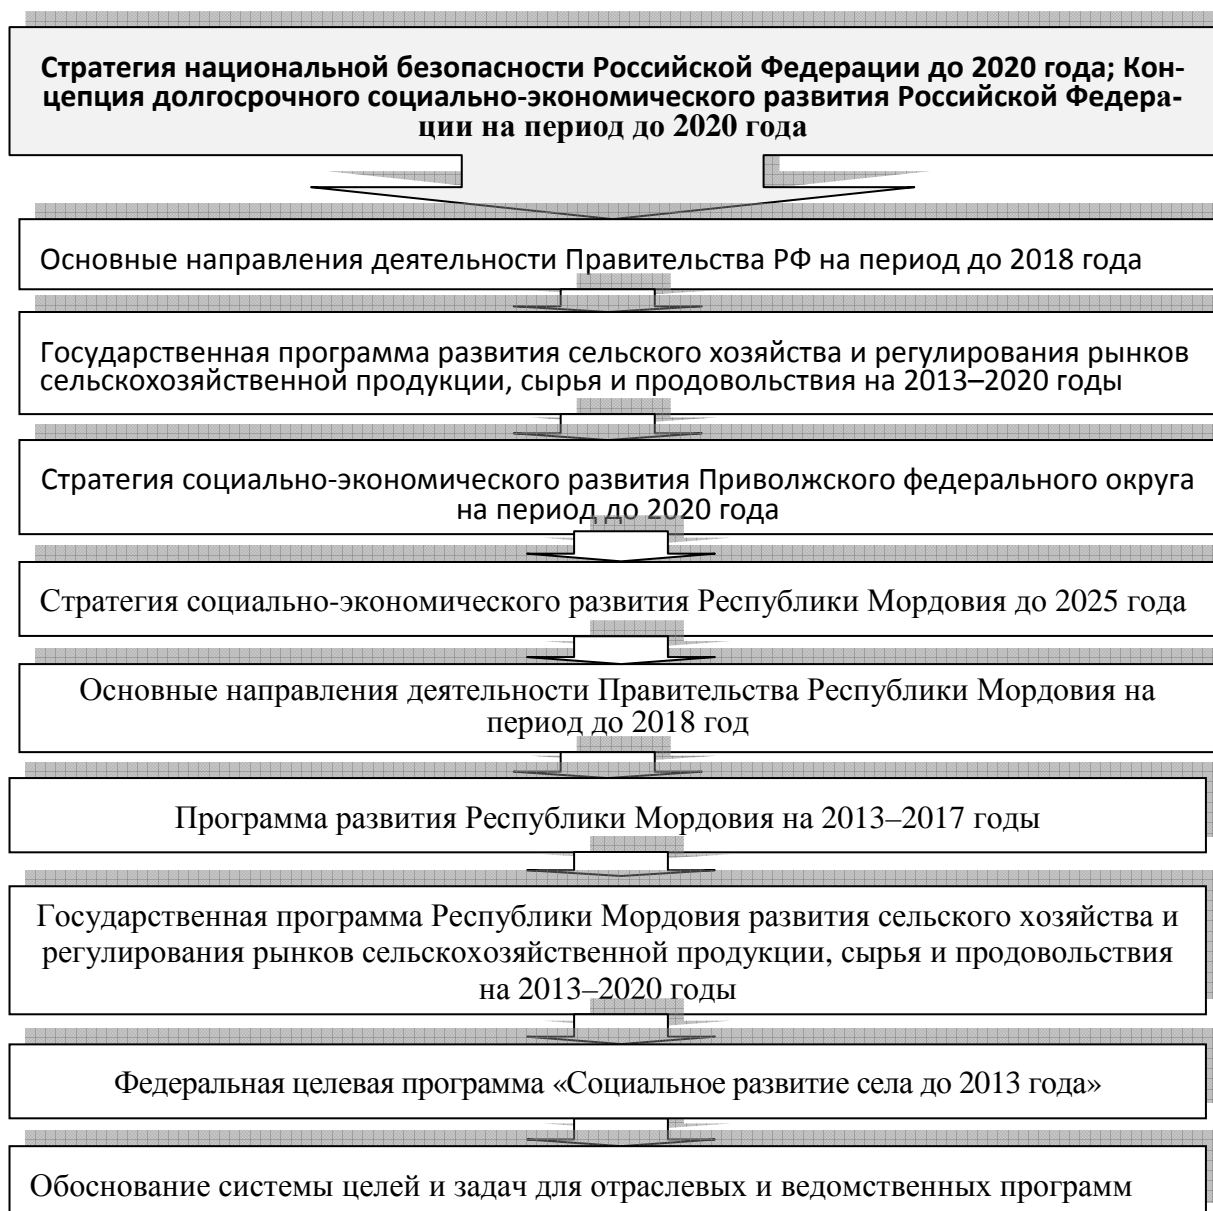 Стратегия национальной безопасности Российской Федерации до 2020 года; Кон-
цепция долгосрочного социально-экономического развития Российской Федера-
ции на период до 2020 года
Основные направления деятельности Правительства РФ на период до 2018 года
Государственная программа развития сельского хозяйства и регулирования рынков
сельскохозяйственной продукции, сырья и продовольствия на 2013–2020 годы
Стратегия социально-экономического развития Приволжского федерального округа
на период до 2020 года
Стратегия социально-экономического развития Республики Мордовия до 2025 года
Основные направления деятельности Правительства Республики Мордовия на
период до 2018 год
Программа развития Республики Мордовия на 2013–2017 годы
Государственная программа Республики Мордовия развития сельского хозяйства и
регулирования рынков сельскохозяйственной продукции, сырья и продовольствия
на 2013–2020 годы
Федеральная целевая программа «Социальное развитие села до 2013 года»
Обоснование системы целей и задач для отраслевых и ведомственных программ